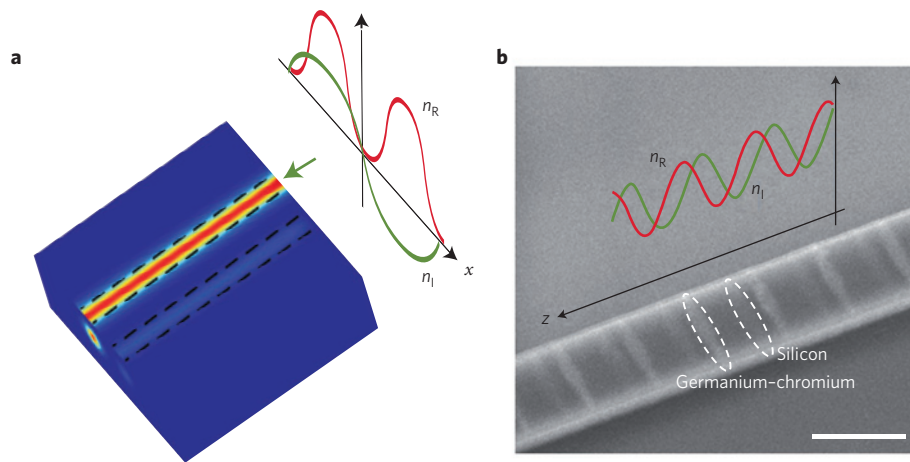 a
n_R
n_I
x
b
n_R
n_I
z
Silicon
Germanium–chromium